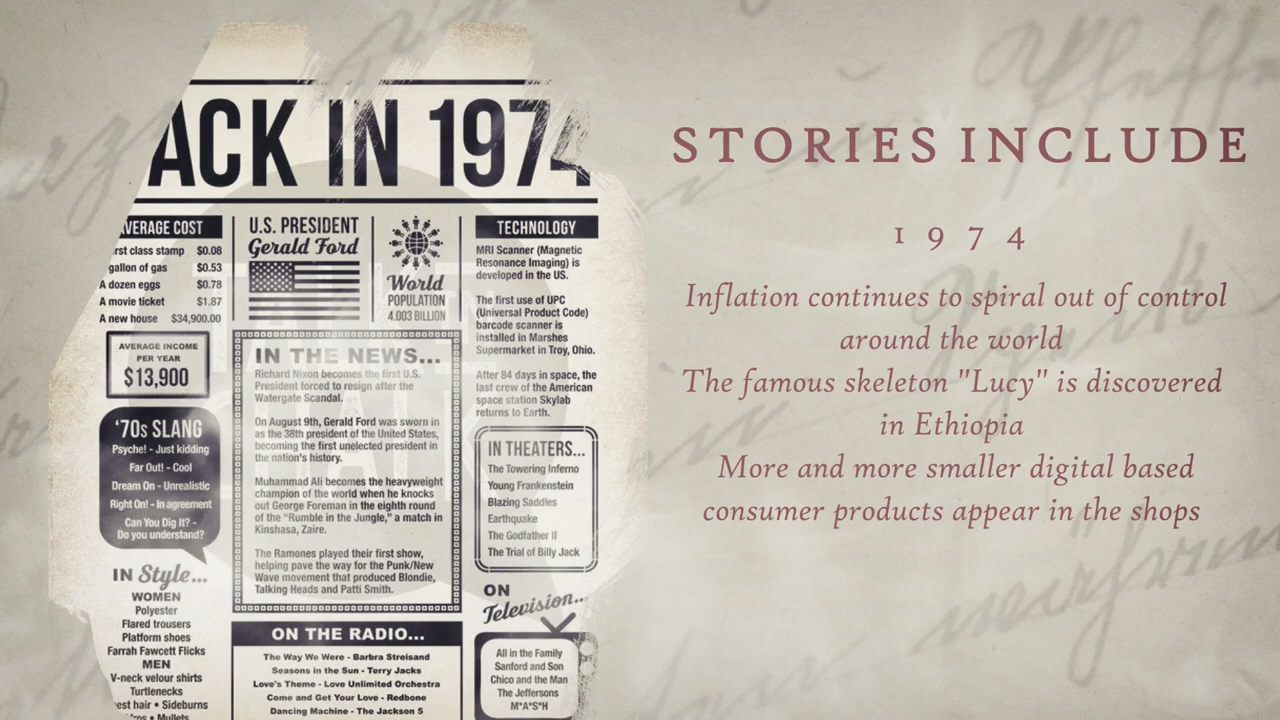 ACK IN 1974
AVERAGE COST
rst class stamp $0.08
gallon of gas $0.53
A dozen eggs $0.78
A movie ticket $1.87
A new house $34,900.00
AVERAGE INCOME
PER YEAR
$13,900
'70s SLANG
Psyche! - Just kidding
Far Out! - Cool
Dream On - Unrealistic
Right On! - In agreement
Can You Dig It? -
Do you understand?
IN Style...
WOMEN
Polyester
Flared trousers
Platform shoes
Farrah Fawcett Flicks
MEN
V-neck velour shirts
Turtlenecks
est hair • Sideburns
ros • Mullets
U.S. PRESIDENT
Gerald Ford
World
POPULATION
4.003 BILLION
IN THE NEWS...
Richard Nixon becomes the first U.S.
President forced to resign after the
Watergate Scandal.
On August 9th, Gerald Ford was sworn in
as the 38th president of the United States,
becoming the first unelected president in
the nation's history.
Muhammad Ali becomes the heavyweight
champion of the world when he knocks
out George Foreman in the eighth round
of the "Rumble in the Jungle," a match in
Kinshasa, Zaire.
The Ramones played their first show,
helping pave the way for the Punk/New
Wave movement that produced Blondie,
Talking Heads and Patti Smith.
ON THE RADIO...
The Way We Were - Barbra Streisand
Seasons in the Sun - Terry Jacks
Love's Theme - Love Unlimited Orchestra
Come and Get Your Love - Redbone
Dancing Machine - The Jackson 5
TECHNOLOGY
MRI Scanner (Magnetic
Resonance Imaging) is
developed in the US.
The first use of UPC
(Universal Product Code)
barcode scanner is
installed in Marshes
Supermarket in Troy, Ohio.
After 84 days in space, the
last crew of the American
space station Skylab
returns to Earth.
IN THEATERS...
The Towering Inferno
Young Frankenstein
Blazing Saddles
Earthquake
The Godfather II
The Trial of Billy Jack
ON
Television...
All in the Family
Sanford and Son
Chico and the Man
The Jeffersons
M*A*S*H
STORIES INCLUDE
1974
Inflation continues to spiral out of control
around the world
The famous skeleton "Lucy" is discovered
in Ethiopia
More and more smaller digital based
consumer products appear in the shops